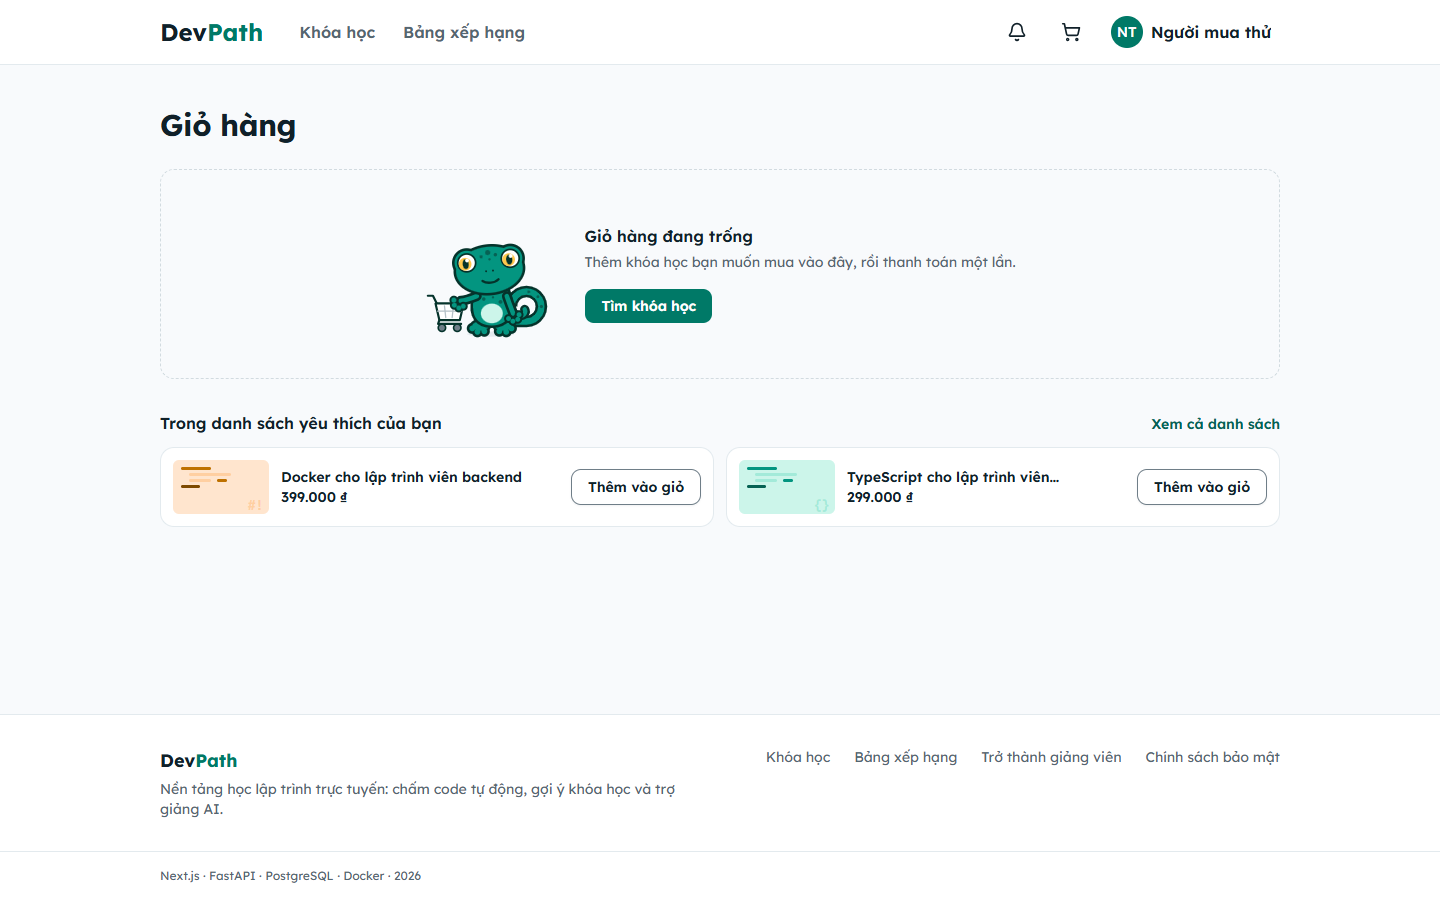 DevPath
Khóa học
Bảng xếp hạng
NT
Người mua thử
Giỏ hàng
Giỏ hàng đang trống
Thêm khóa học bạn muốn mua vào đây, rồi thanh toán một lần.
Tìm khóa học
Trong danh sách yêu thích của bạn
Xem cả danh sách
#!
Docker cho lập trình viên backend
399.000 ₫
Thêm vào giỏ
{}
TypeScript cho lập trình viên...
299.000 ₫
Thêm vào giỏ
DevPath
Nền tảng học lập trình trực tuyến: chấm code tự động, gợi ý khóa học và trợ
giảng AI.
Khóa học
Bảng xếp hạng
Trở thành giảng viên
Chính sách bảo mật
Next.js · FastAPI · PostgreSQL · Docker · 2026